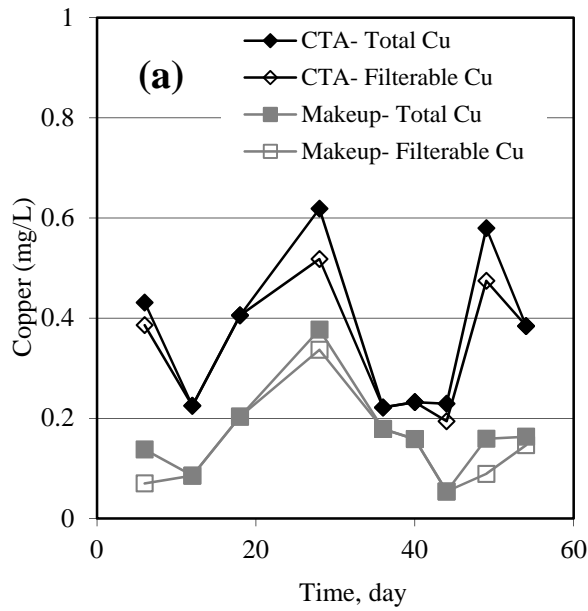 1
CTA- Total Cu
(a)
CTA- Filterable Cu
Makeup- Total Cu
0.8
Makeup- Filterable Cu
0.6
Copper (mg/L)
0.4
0.2
0
0 20 40 60
Time, day